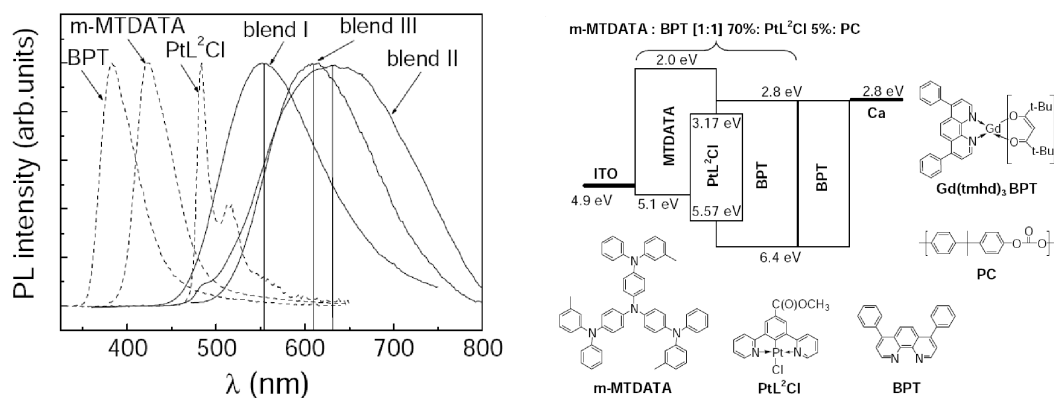 PL intensity (arb.units)
m-MTDATA
BPT
PtL²Cl
blend I
blend III
blend II
400 500 600 700 800
λ (nm)
m-MTDATA : BPT [1:1] 70%: PtL²Cl 5%: PC
2.0 eV
2.8 eV
2.8 eV
Ca
3.17 eV
MTDATA
PtL²Cl
BPT
BPT
ITO
4.9 eV
5.1 eV
5.57 eV
6.4 eV
t-Bu
N
O
Gd
N
O
t-Bu
3
Gd(tmhd)₃ BPT
O
O
PC
N
N
N
N
m-MTDATA
C(O)OCH₃
N Pt N
Cl
PtL²Cl
N N
BPT